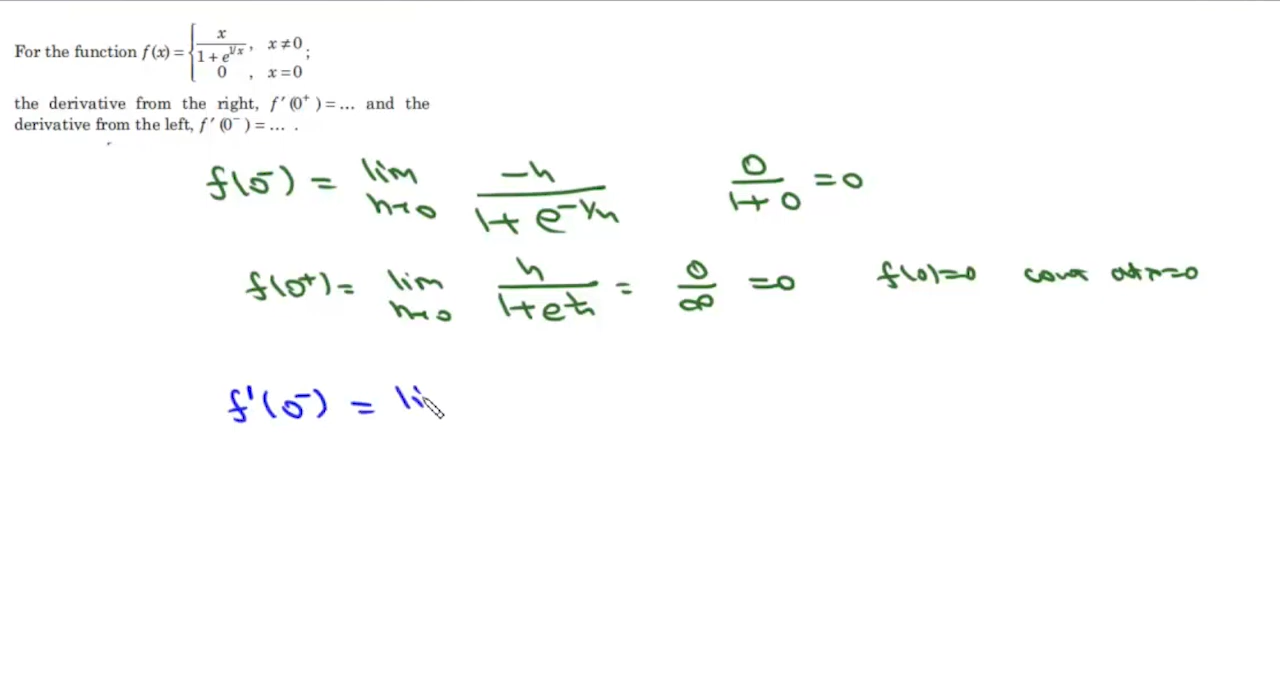 For the function f(x) = { x / (1 + e^{1/x}), x ≠ 0 ;
0 , x = 0
the derivative from the right, f′(0⁺) = ... and the
derivative from the left, f′(0⁻) = ... .
f(0⁻) = lim h→0 -h / (1 + e^{-1/h}) 0 / (1 + 0) = 0
f(0⁺) = lim h→0 h / (1 + e^{1/h}) = 0 / ∞ = 0 f(0) = 0 at x = 0
f'(0⁻) = li